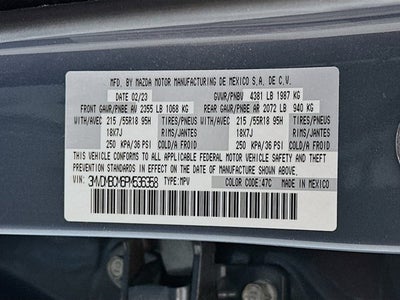 MFD. BY MAZDA MOTOR MANUFACTURING DE MEXICO S.A. DE C.V.
DATE 02/23 GVWR/PNBV 4381 LB 1987 KG
FRONT GAWR/PNBE AV 2355 LB 1068 KG REAR GAWR/PNBE AR 2072 LB 940 KG
WITH/AVEC 215 /55R18 95H TIRES/PNEUS WITH/AVEC 215 /55R18 95H TIRES/PNEUS
18X7J RIMS/JANTES 18X7J RIMS/JANTES
250 KPA/36 PSI COLD/A FROID 250 KPA/36 PSI COLD/A FROID
THIS VEHICLE CONFORMS TO ALL APPLICABLE FEDERAL MOTOR VEHICLE SAFETY,
BUMPER, AND THEFT PREVENTION STANDARDS IN EFFECT ON THE
DATE OF MANUFACTURE SHOWN ABOVE.
VIN: TYPE:MPV COLOR CODE:47C MADE IN MEXICO